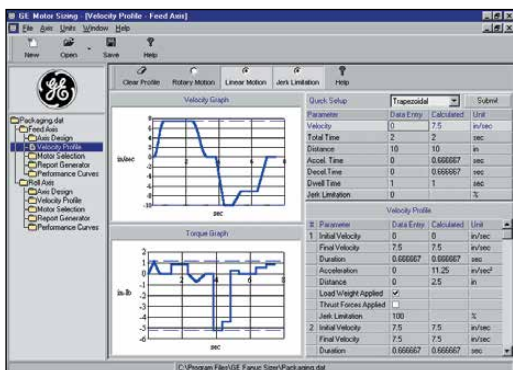 GE Motor Sizing - [Velocity Profile - Feed Axis]
File Axis Units Window Help
New Open Save Help
Clear Profile Rotary Motion Linear Motion Jerk Limitation Help
Packaging.dat
Feed Axis
Axis Design
Velocity Profile
Motor Selection
Report Generator
Performance Curves
Roll Axis
Axis Design
Velocity Profile
Motor Selection
Report Generator
Performance Curves
Velocity Graph
in/sec
sec
Torque Graph
in-lb
sec
Quick Setup Trapezoidal Submit
Parameter Data Entry Calculated Unit
Velocity 0 7.5 in/sec
Total Time 2 2 sec
Distance 10 10 in
Accel. Time 0 0.666667 sec
Decel. Time 0 0.666667 sec
Dwell Time 1 1 sec
Jerk Limitation 0 %
Velocity Profile
# Parameter Data Entry Calculated Unit
1 Initial Velocity 0 0 in/sec
Final Velocity 7.5 7.5 in/sec
Duration 0.666667 0.666667 sec
Acceleration 0 11.25 in/sec²
Distance 0 2.5 in
Load Weight Applied
Thrust Forces Applied
Jerk Limitation 100 %
2 Initial Velocity 7.5 7.5 in/sec
Final Velocity 7.5 7.5 in/sec
Duration 0.666667 0.666667 sec
C:\Program Files\GE Fanuc Sizer\Packaging.dat